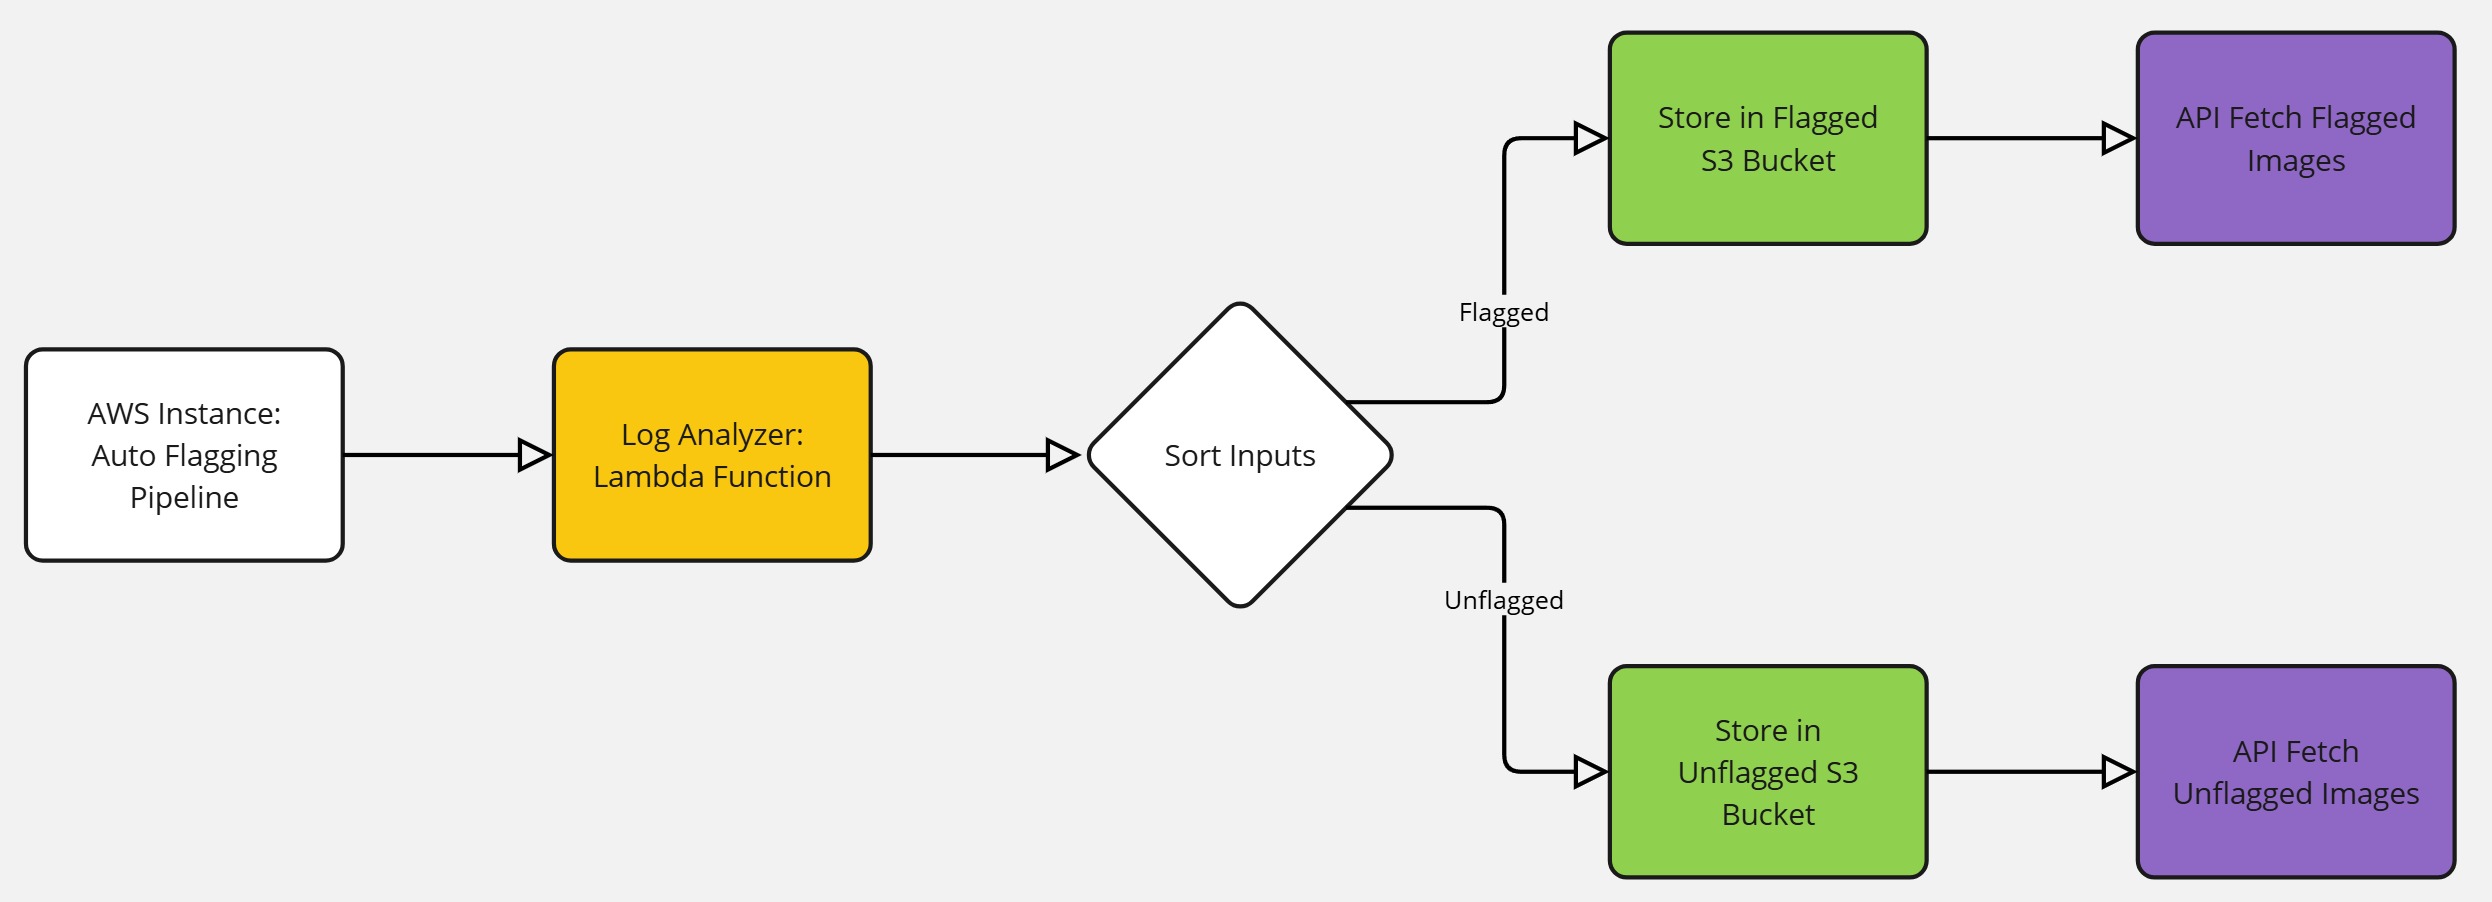 AWS Instance:
Auto Flagging
Pipeline
Log Analyzer:
Lambda Function
Sort Inputs
Flagged
Store in Flagged
S3 Bucket
API Fetch Flagged
Images
Unflagged
Store in
Unflagged S3
Bucket
API Fetch
Unflagged Images